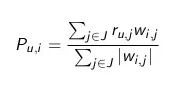 P_{u,i} = \frac{\sum_{j \in J} r_{u,j} w_{i,j}}{\sum_{j \in J} |w_{i,j}|}